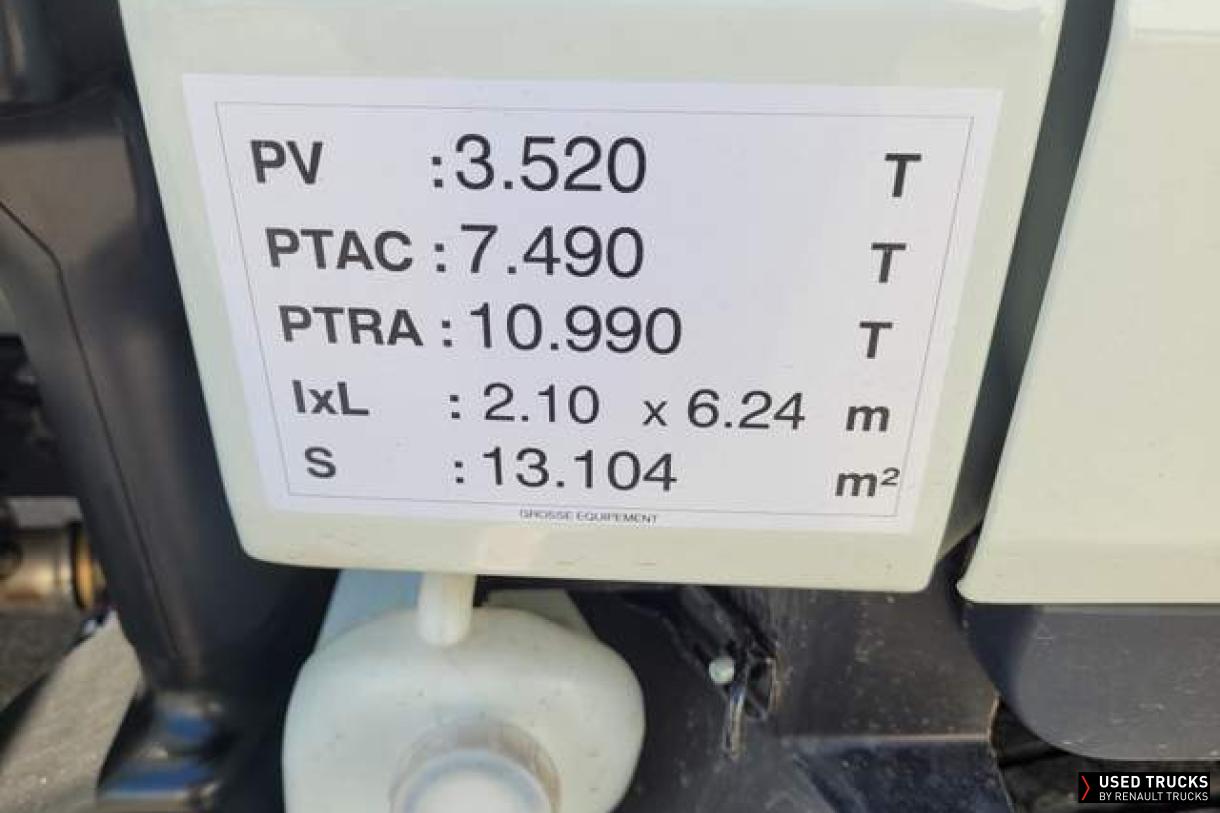 PV :3.520 T
PTAC : 7.490 T
PTRA : 10.990 T
lxL : 2.10 x 6.24 m
S : 13.104 m²
GROSSE EQUIPEMENT
USED TRUCKS
BY RENAULT TRUCKS